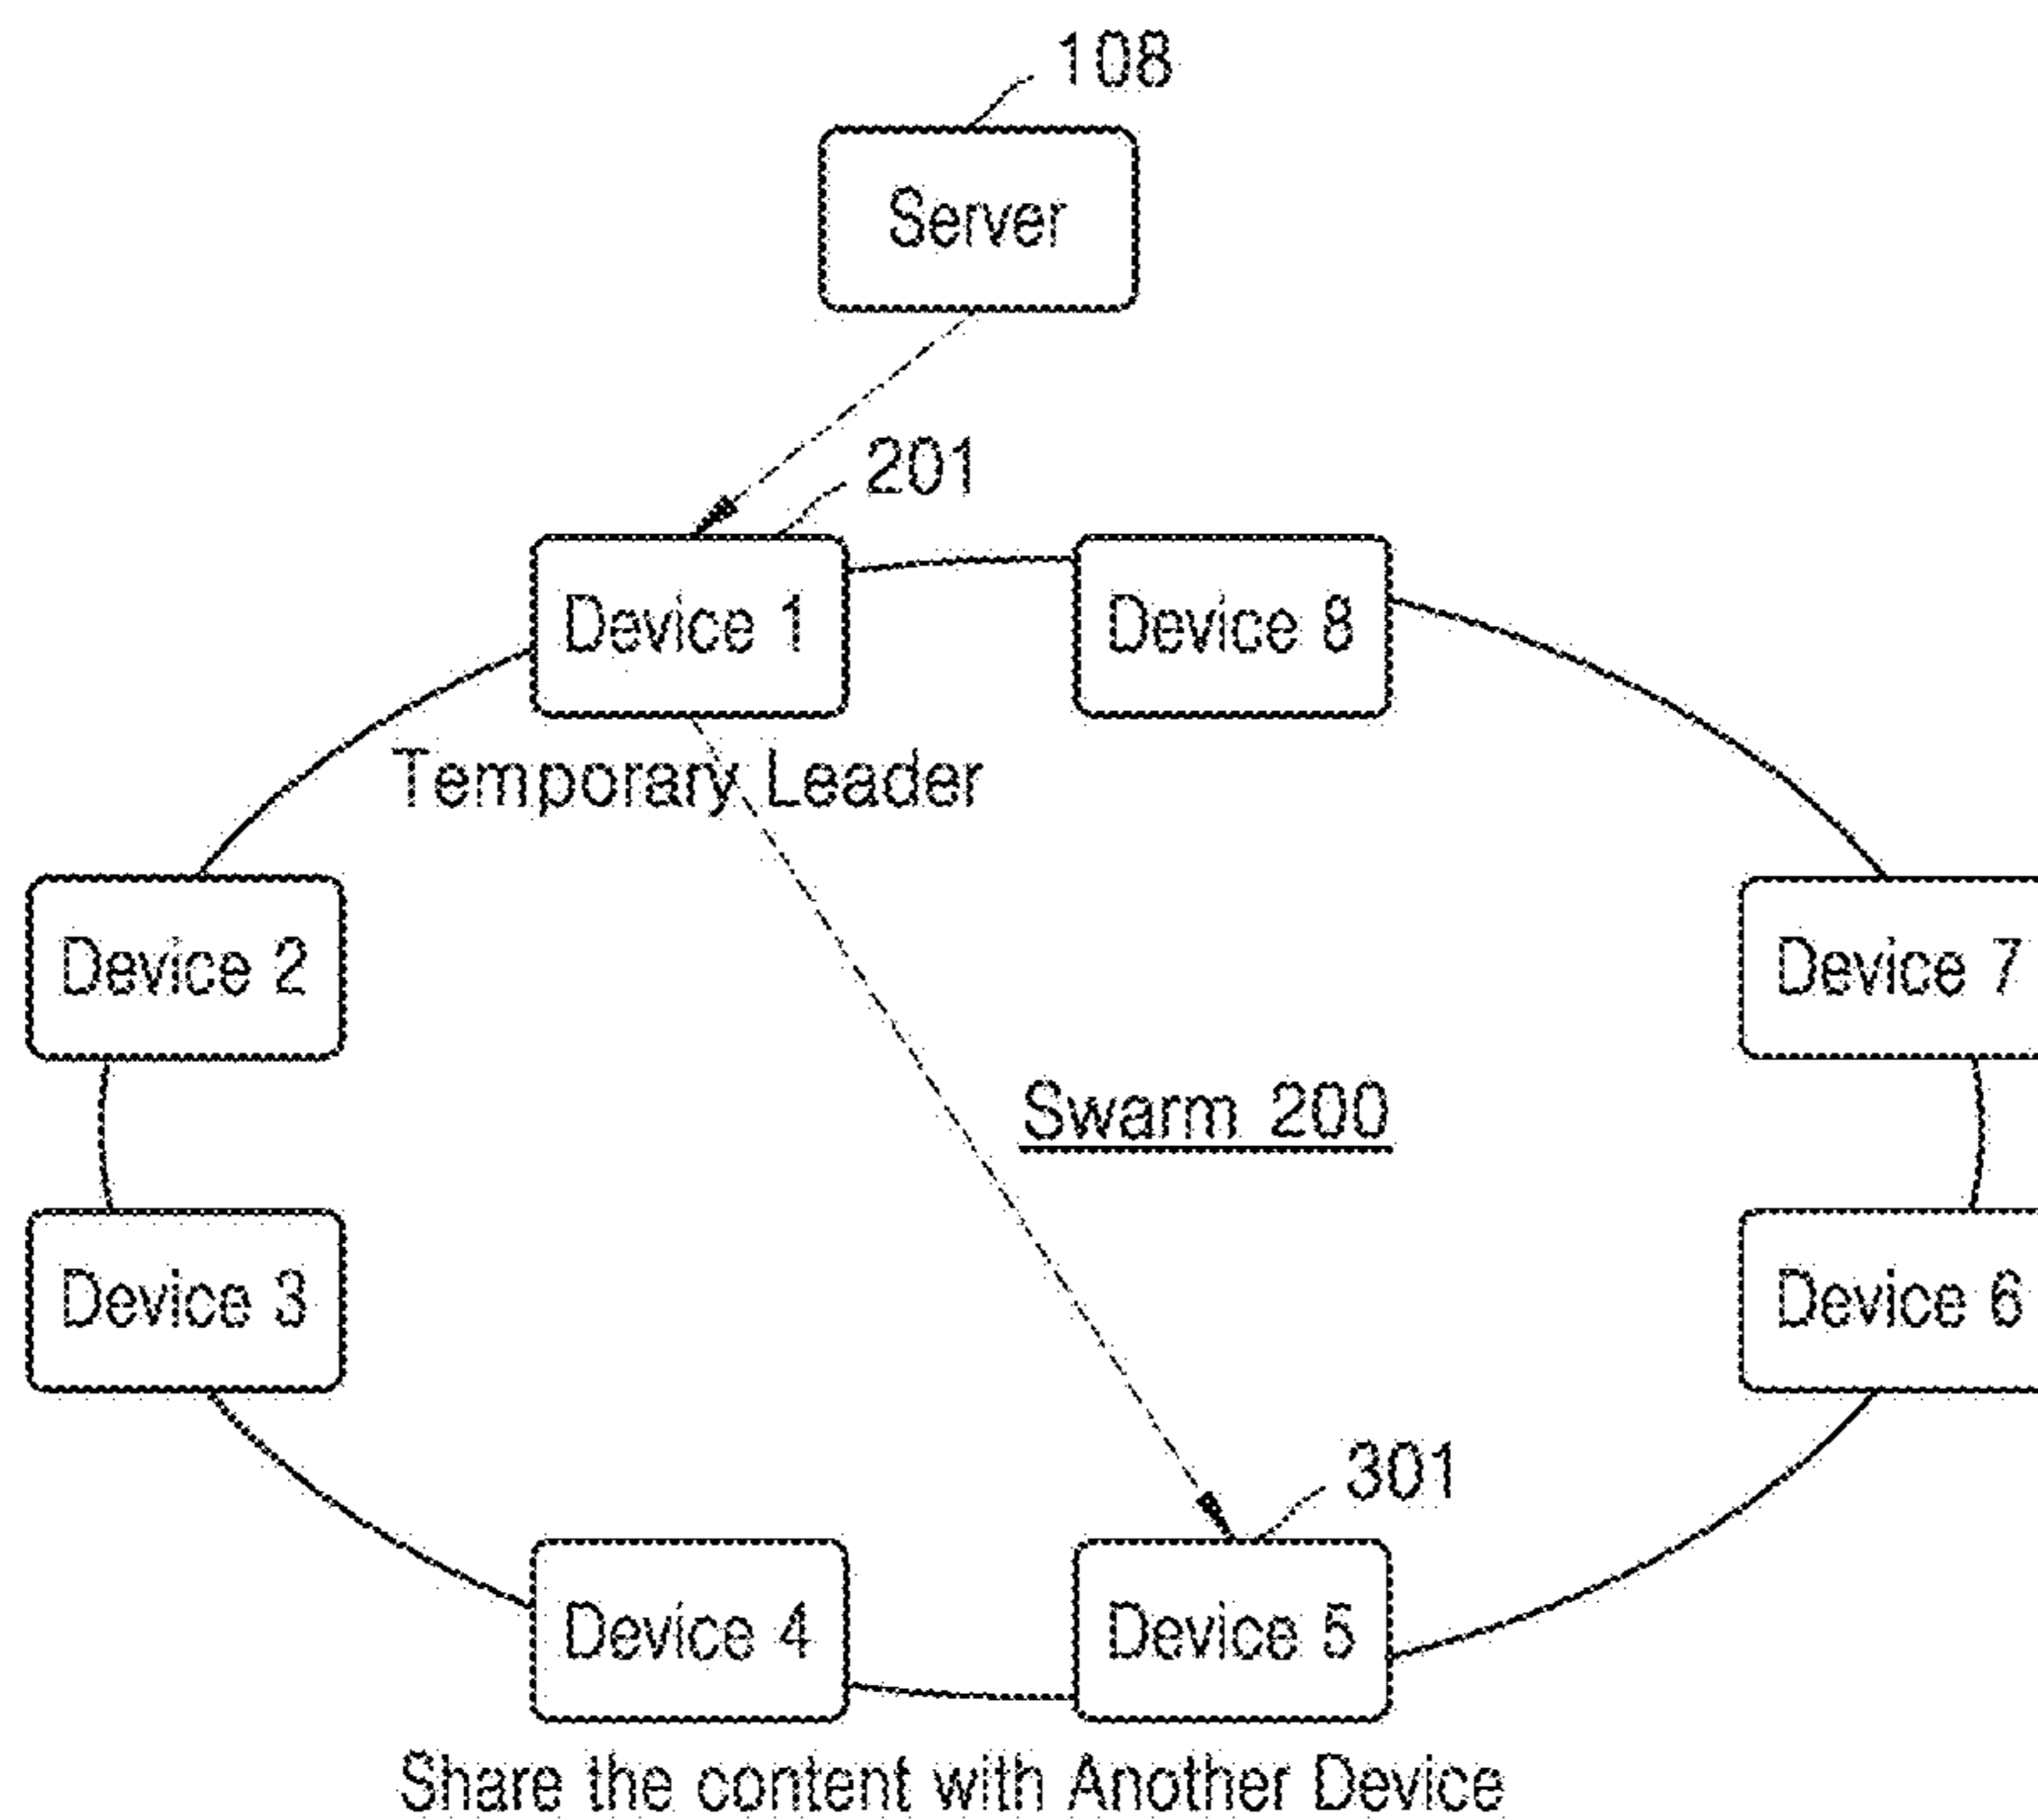 108
Server
201
Device 1
Device 8
Temporary Leader
Device 2
Device 7
Swarm 200
Device 3
Device 6
301
Device 4
Device 5
Share the content with Another Device